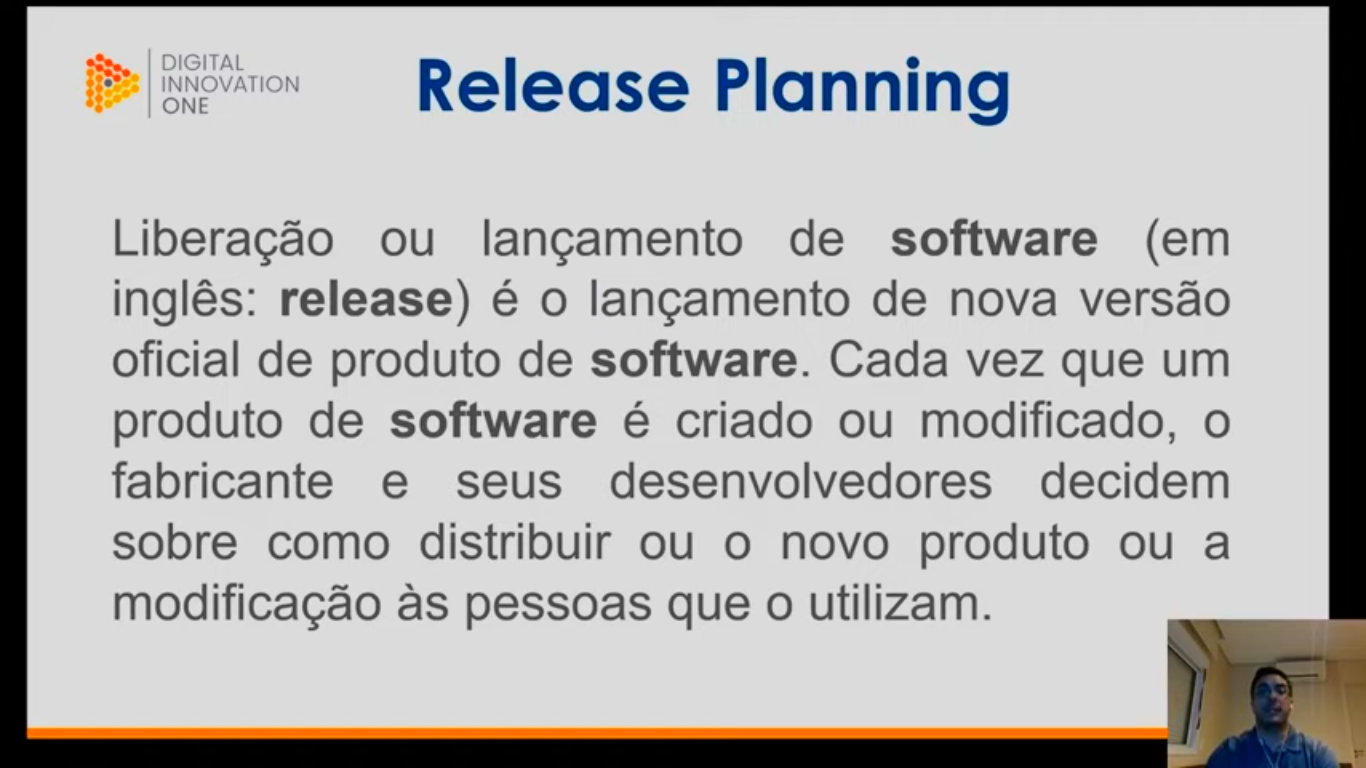 DIGITAL
INNOVATION
ONE
Release Planning
Liberação ou lançamento de software (em
inglês: release) é o lançamento de nova versão
oficial de produto de software. Cada vez que um
produto de software é criado ou modificado, o
fabricante e seus desenvolvedores decidem
sobre como distribuir ou o novo produto ou a
modificação às pessoas que o utilizam.